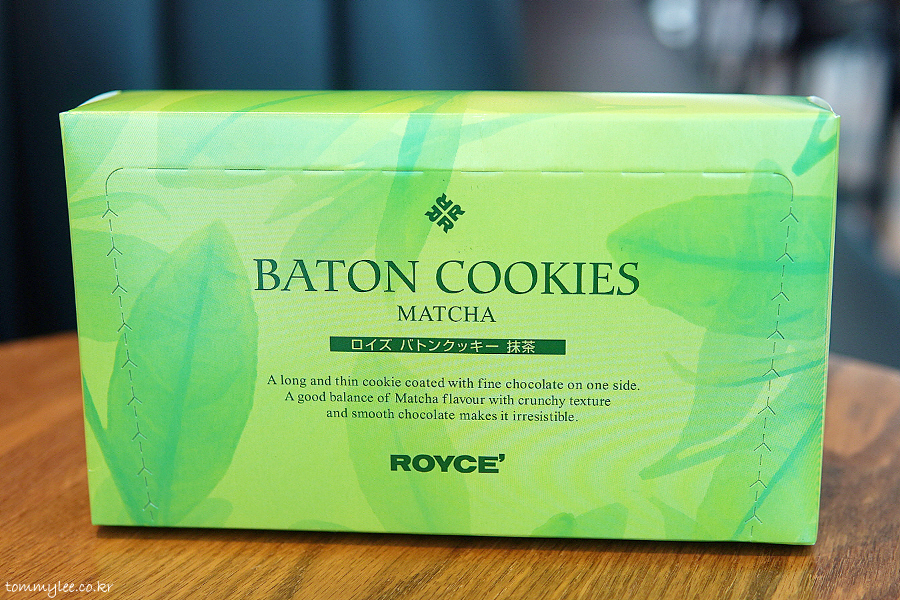 BATON COOKIES
MATCHA
ロイズ バトンクッキー 抹茶
A long and thin cookie coated with fine chocolate on one side.
A good balance of Matcha flavour with crunchy texture
and smooth chocolate makes it irresistible.
ROYCE’
tommylee.co.kr